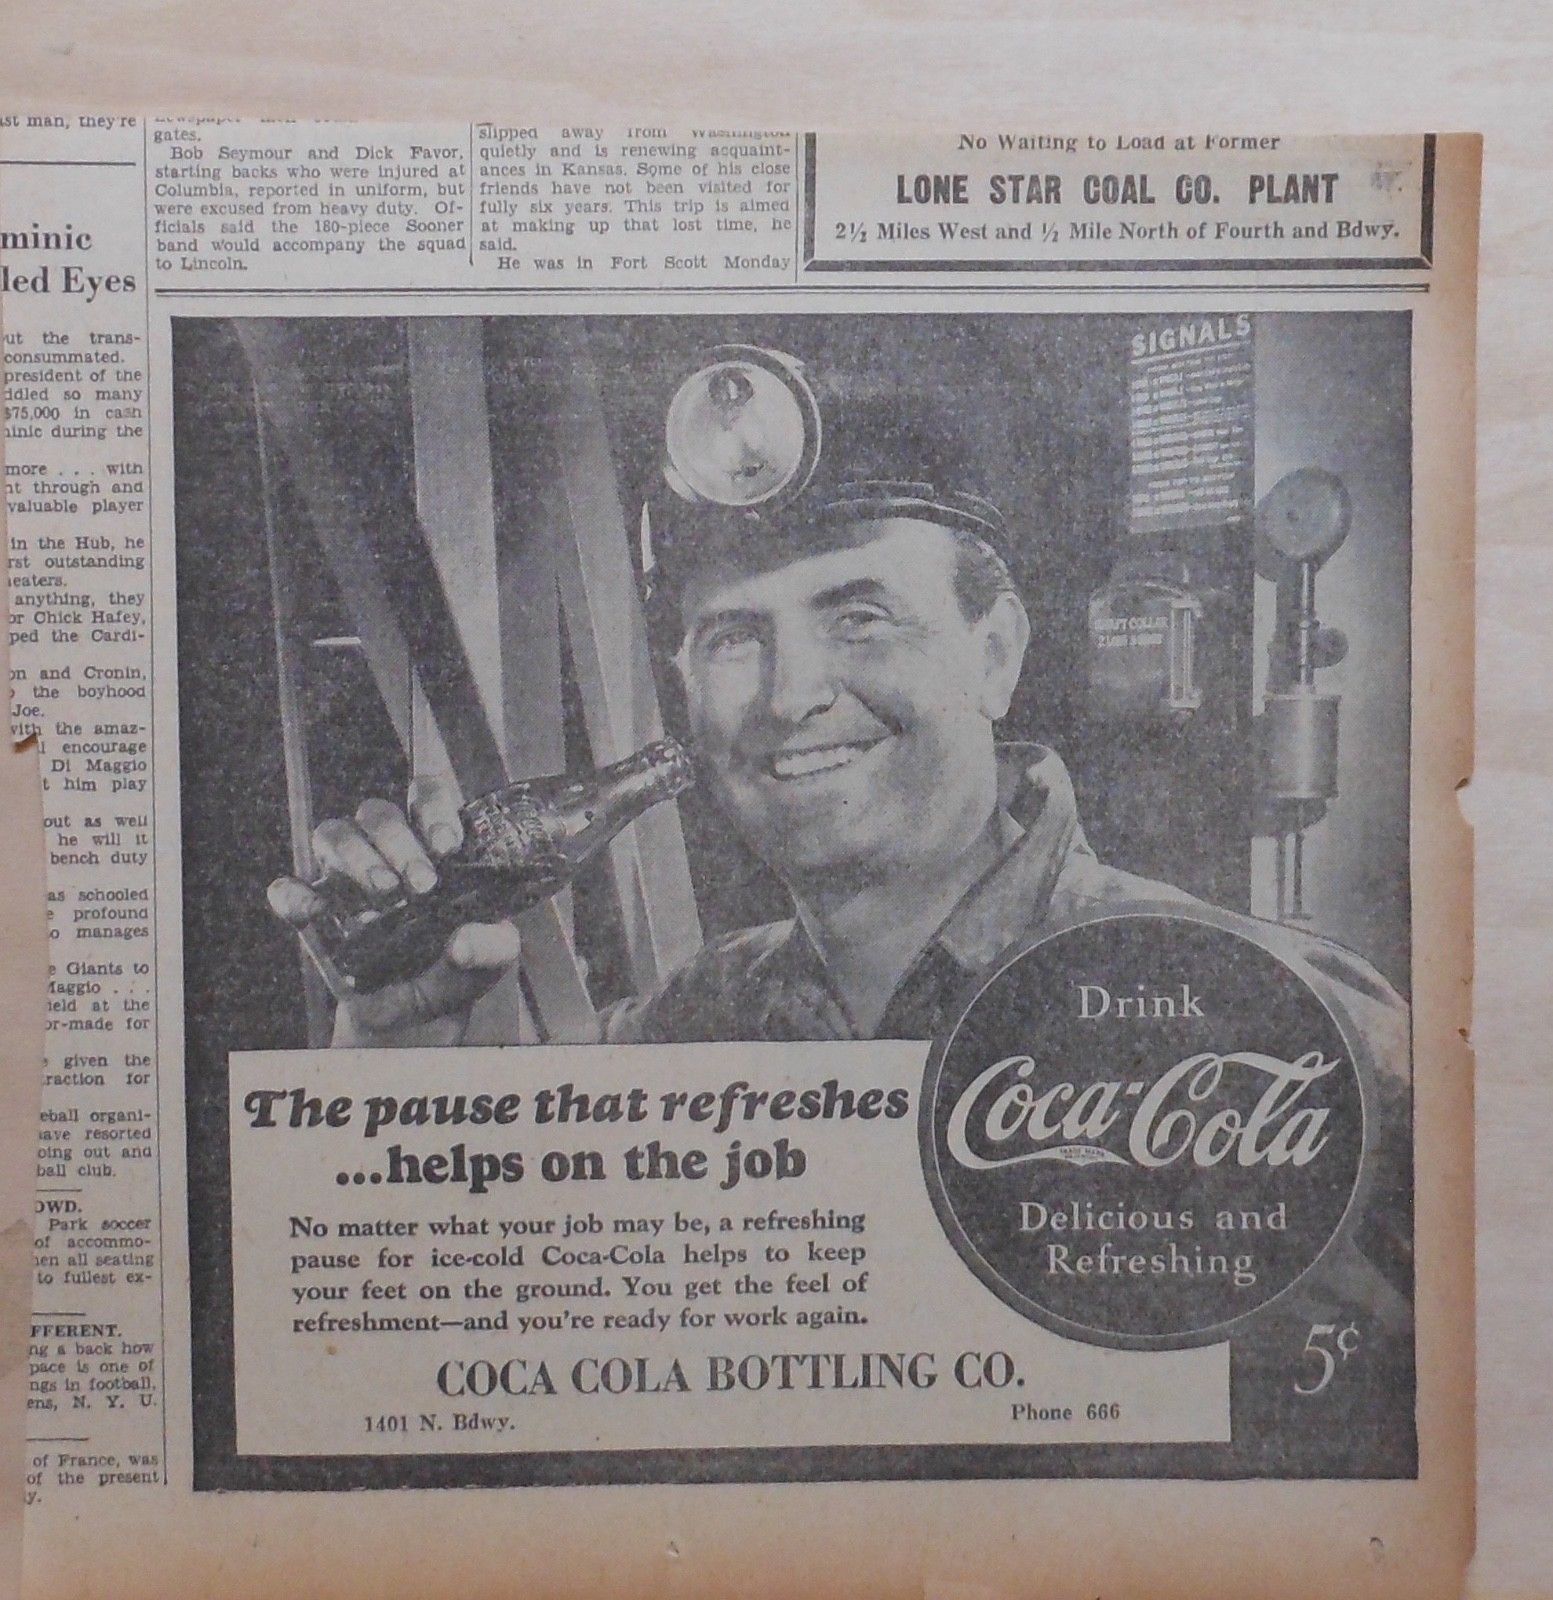 ast man, they're
minic
led Eyes
ut the trans-
consummated.
president of the
ddled so many
$75,000 in cash
inic during the
more . . . with
nt through and
valuable player
in the Hub, he
rst outstanding
eaters.
anything, they
or Chick Hafey,
ped the Cardi-
on and Cronin,
the boyhood
Joe.
with the amaz-
encourage
Di Maggio
t him play
out as well
he will it
bench duty
as schooled
e profound
o manages
e Giants to
Maggio . . .
ield at the
or-made for
given the
raction for
eball organi-
have resorted
oing out and
ball club.
OWD.
Park soccer
of accommo-
hen all seating
to fullest ex-
FFERENT.
ng a back how
pace is one of
ngs in football,
ens, N. Y. U.
of France, was
of the present
y.
gates.
Bob Seymour and Dick Favor,
starting backs who were injured at
Columbia, reported in uniform, but
were excused from heavy duty. Of-
ficials said the 180-piece Sooner
band would accompany the squad
to Lincoln.
slipped away from Washington
quietly and is renewing acquaint-
ances in Kansas. Some of his close
friends have not been visited for
fully six years. This trip is aimed
at making up that lost time, he
said.
He was in Fort Scott Monday
No Waiting to Load at Former
LONE STAR COAL CO. PLANT
2½ Miles West and ½ Mile North of Fourth and Bdwy.
SIGNALS
Drink
Coca-Cola
TRADE MARK
Delicious and
Refreshing
5¢
The pause that refreshes
...helps on the job
No matter what your job may be, a refreshing
pause for ice-cold Coca-Cola helps to keep
your feet on the ground. You get the feel of
refreshment—and you're ready for work again.
COCA COLA BOTTLING CO.
1401 N. Bdwy.
Phone 666